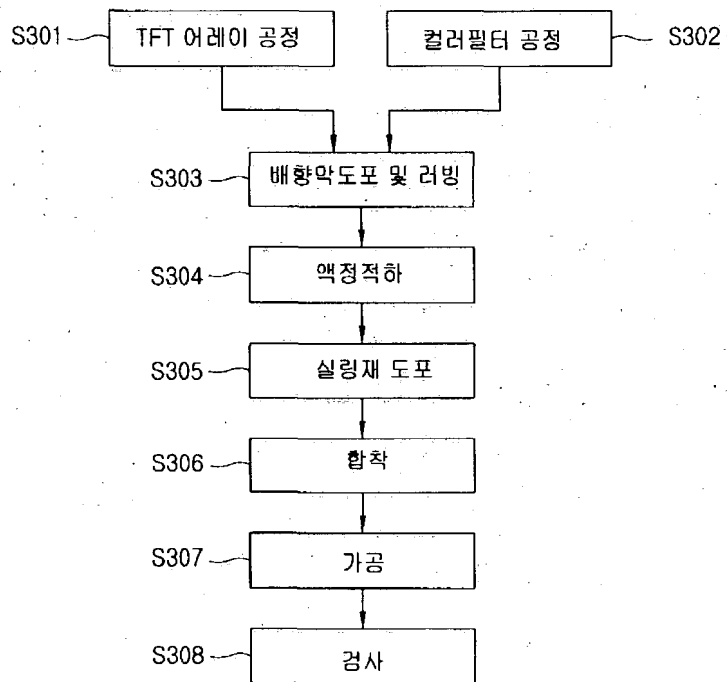 S301 TFT 어레이 공정 컬러필터 공정 S302
S303 배향막도포 및 러빙
S304 액정적하
S305 실링재 도포
S306 합착
S307 가공
S308 검사